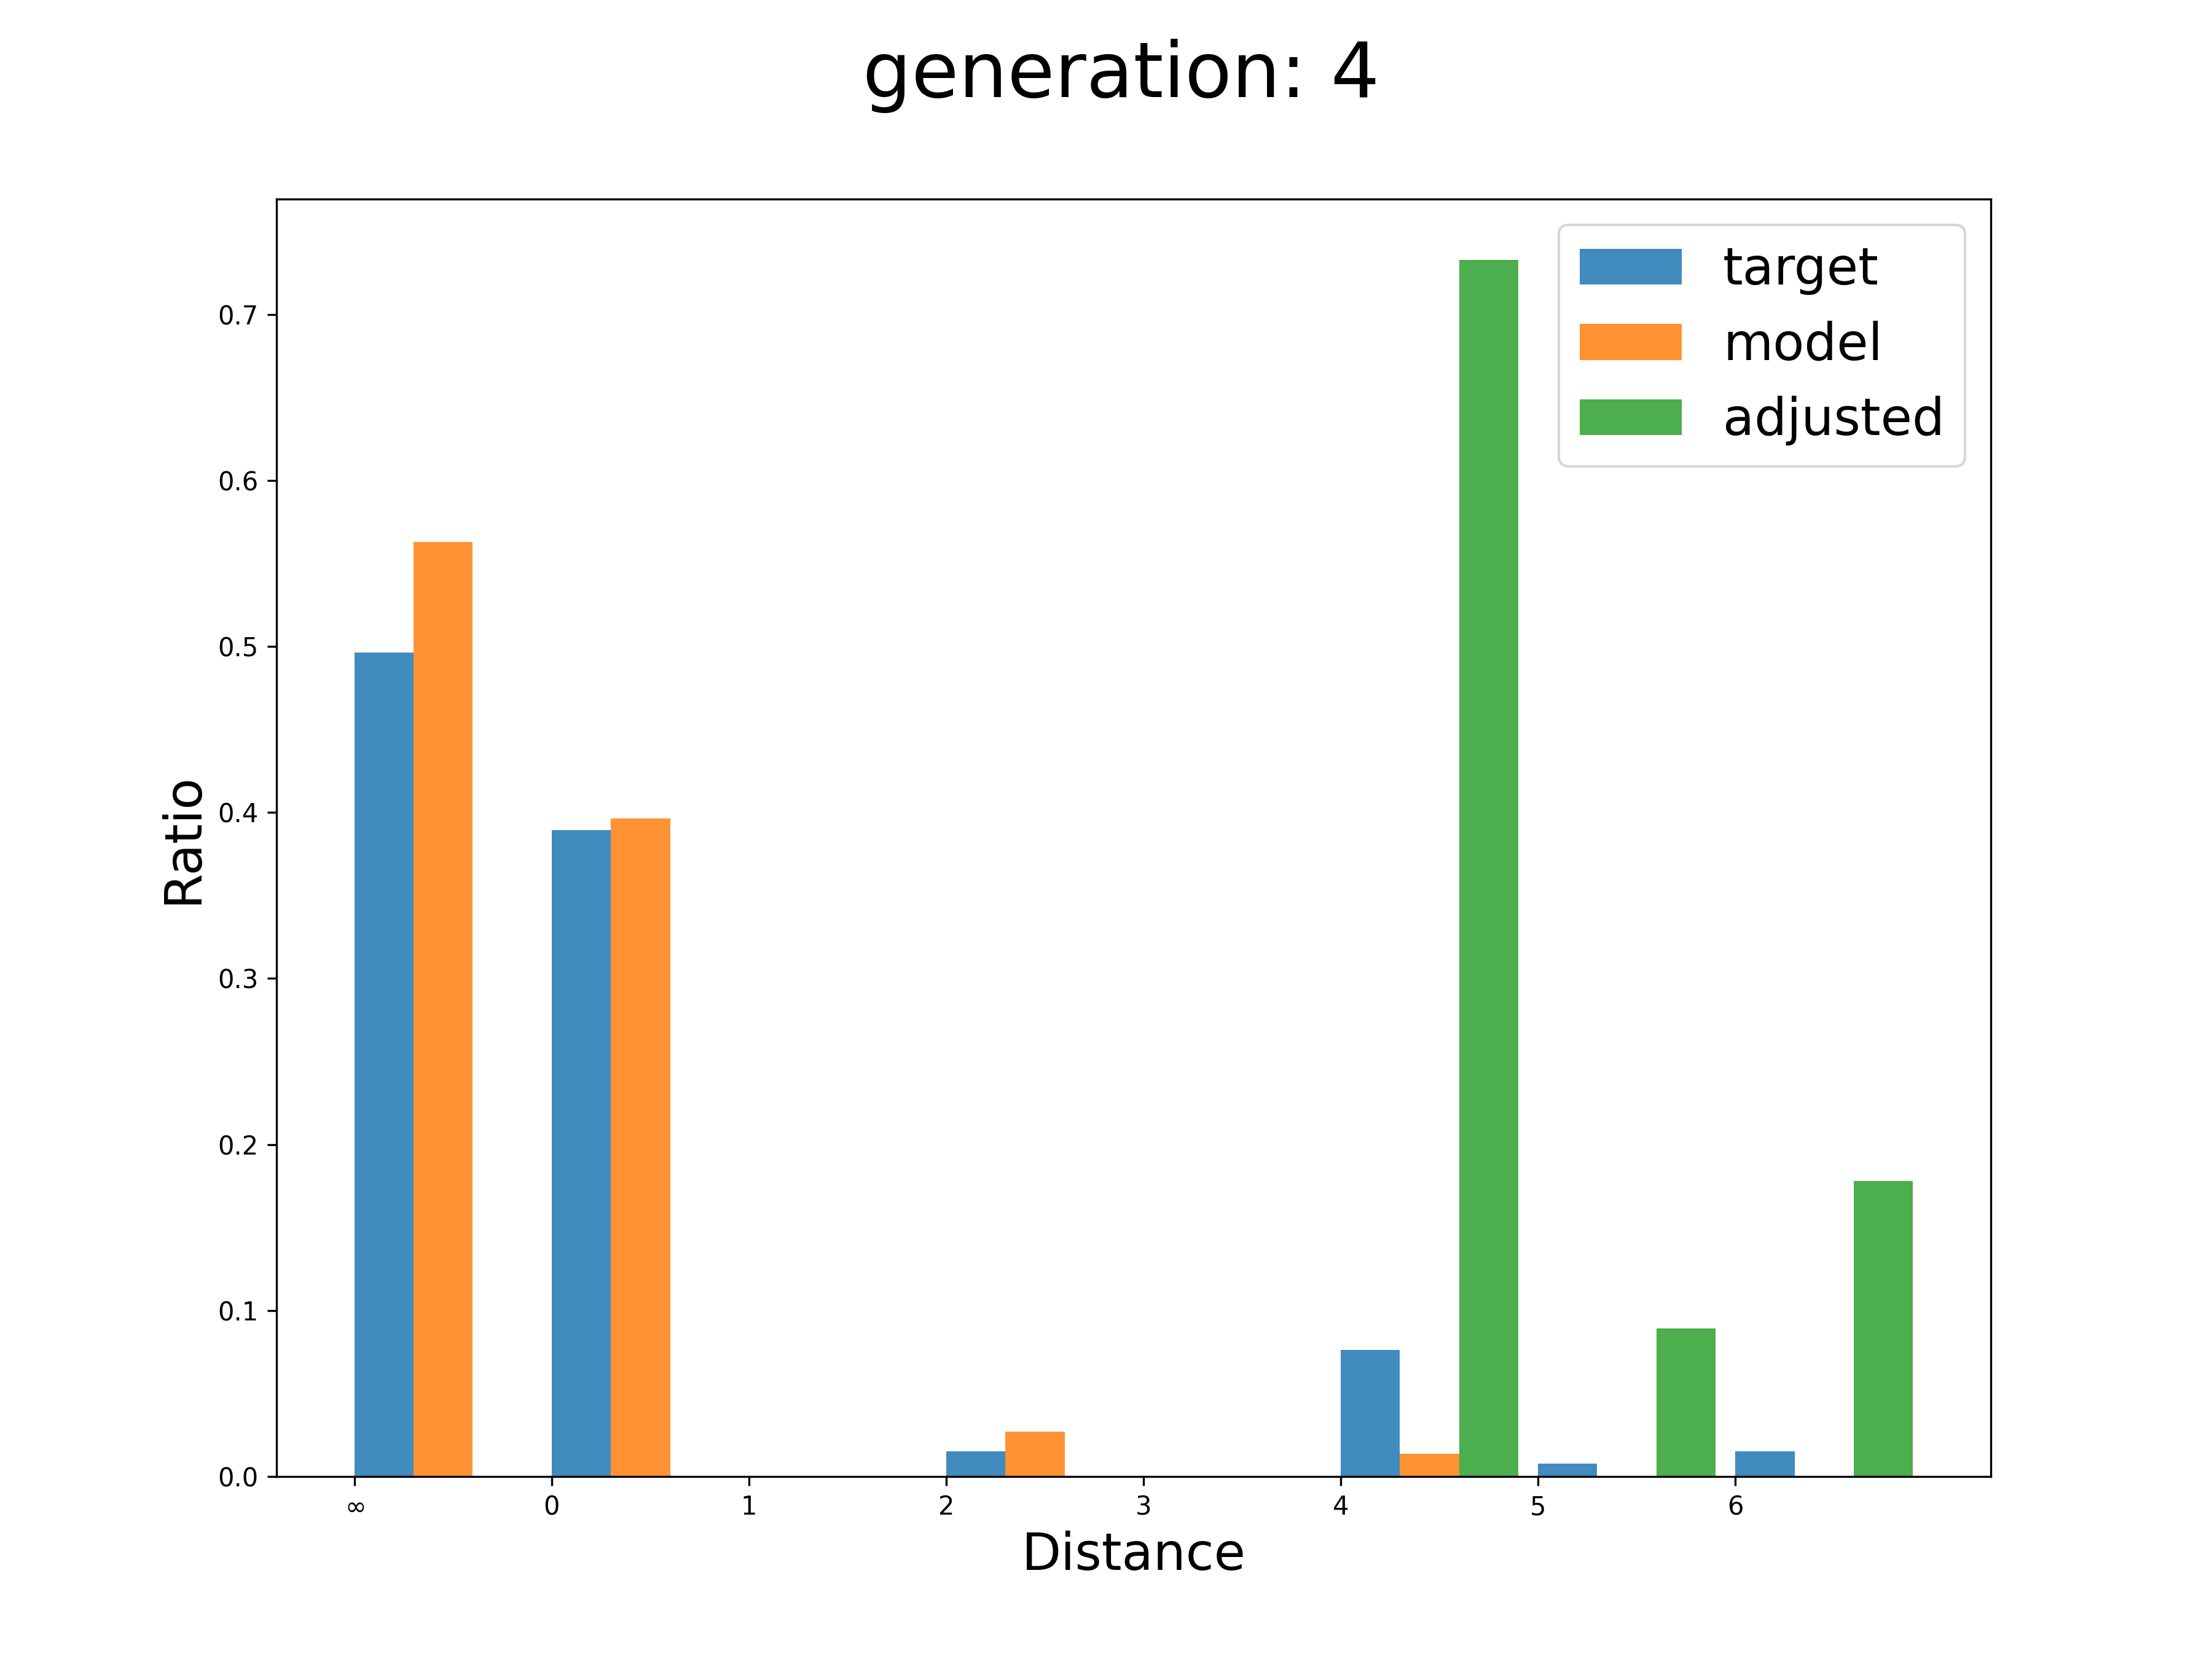 generation: 4
target
model
adjusted
0.7
0.6
0.5
0.4
0.3
0.2
0.1
0.0
Ratio
∞ 0 1 2 3 4 5 6
Distance